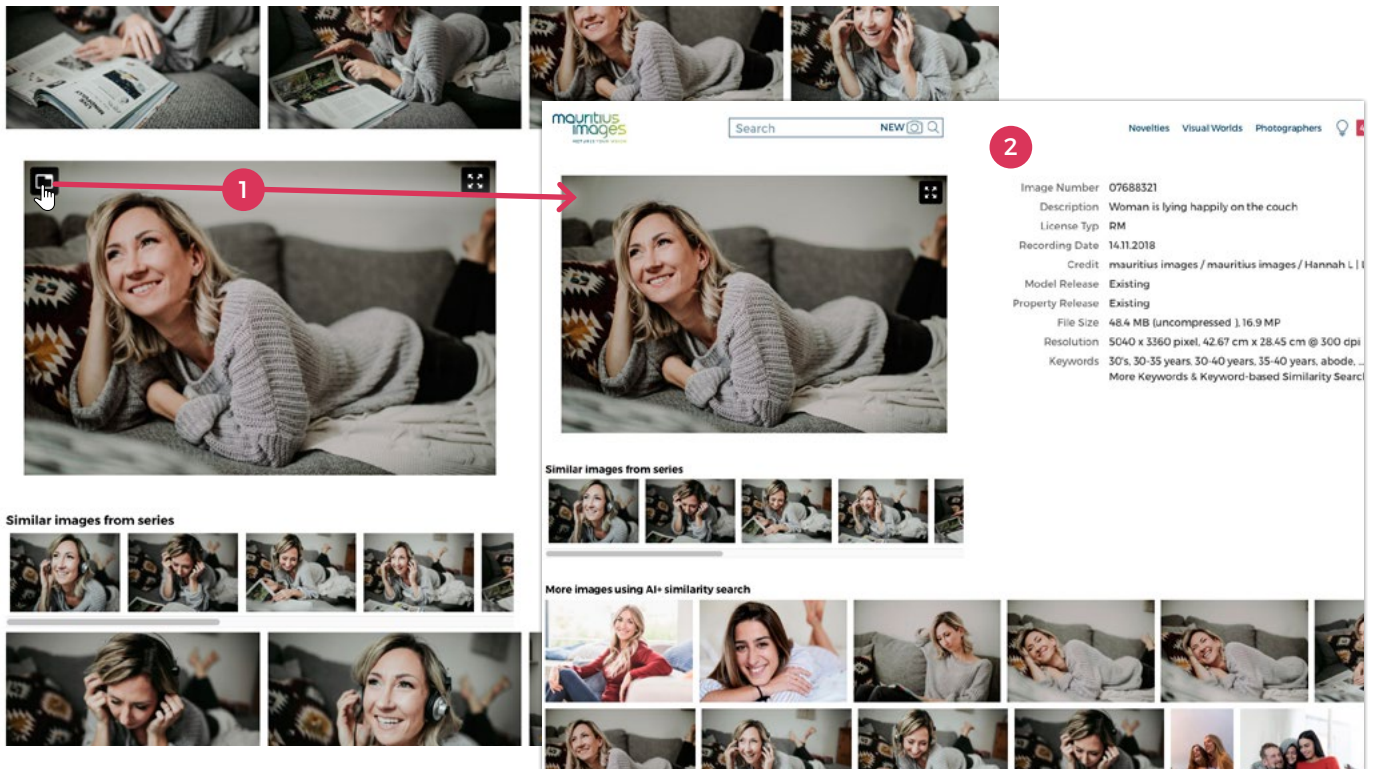 mauritius
images
PICTURES YOUR VISION
Search
NEW
Novelties Visual Worlds Photographers
1
2
Image Number 07688321
Description Woman is lying happily on the couch
License Typ RM
Recording Date 14.11.2018
Credit mauritius images / mauritius images / Hannah L |
Model Release Existing
Property Release Existing
File Size 48.4 MB (uncompressed ), 16.9 MP
Resolution 5040 x 3360 pixel, 42.67 cm x 28.45 cm @ 300 dpi
Keywords 30's, 30-35 years, 30-40 years, 35-40 years, abode, ...
More Keywords & Keyword-based Similarity Search
Similar images from series
Similar images from series
More images using AI+ similarity search